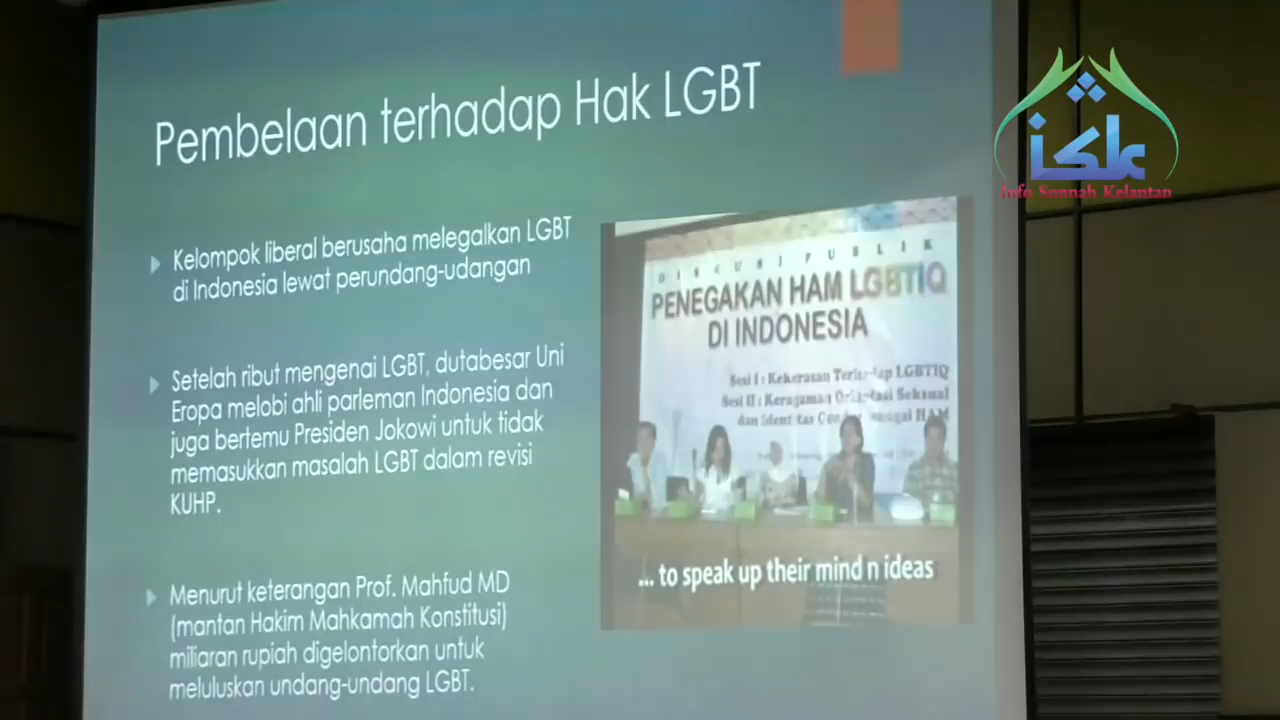 Pembelaan terhadap Hak LGBT
Kelompok liberal berusaha melegalkan LGBT
di Indonesia lewat perundang-udangan
Setelah ribut mengenai LGBT, dutabesar Uni
Eropa melobi ahli parleman Indonesia dan
juga bertemu Presiden Jokowi untuk tidak
memasukkan masalah LGBT dalam revisi
KUHP.
Menurut keterangan Prof. Mahfud MD
(mantan Hakim Mahkamah Konstitusi)
miliaran rupiah digelontorkan untuk
meluluskan undang-undang LGBT.
DISCUSI PUBLIK
PENEGAKAN HAM LGBTIQ
DI INDONESIA
Sesi I : Kekerasan Terhadap LGBTIQ
Sesi II : Keragaman Orientasi Seksual
dan Identitas HAM
... to speak up their mind n ideas
Info Sunnah Kelantan